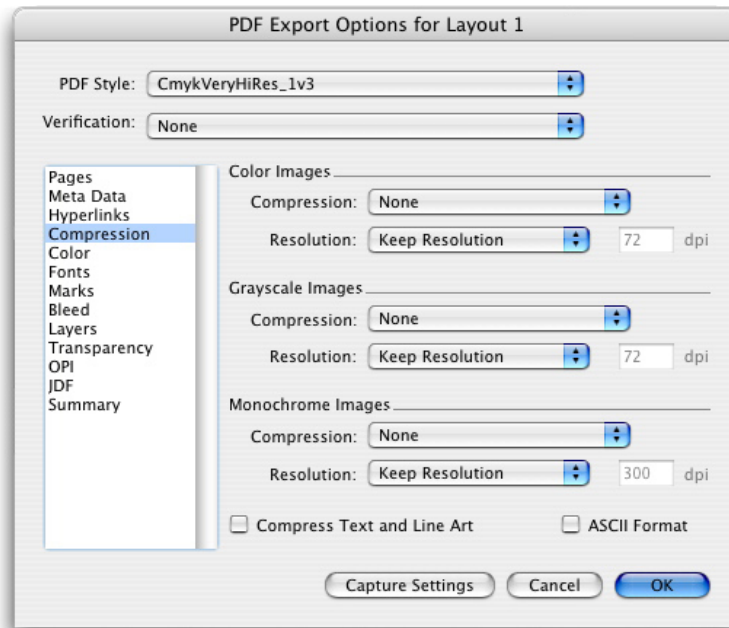 PDF Export Options for Layout 1
PDF Style: CmykVeryHiRes_1v3
Verification: None
Pages
Meta Data
Hyperlinks
Compression
Color
Fonts
Marks
Bleed
Layers
Transparency
OPI
JDF
Summary
Color Images
Compression: None
Resolution: Keep Resolution 72 dpi
Grayscale Images
Compression: None
Resolution: Keep Resolution 72 dpi
Monochrome Images
Compression: None
Resolution: Keep Resolution 300 dpi
Compress Text and Line Art ASCII Format
Capture Settings Cancel OK